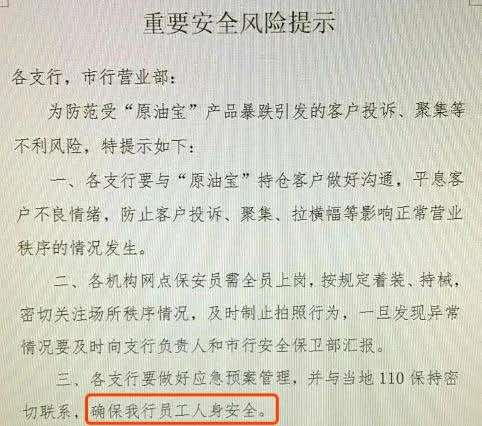 重要安全风险提示
各支行，市行营业部：
为防范受“原油宝”产品暴跌引发的客户投诉、聚集等
不利风险，特提示如下：
一、各支行要与“原油宝”持仓客户做好沟通，平息客
户不良情绪，防止客户投诉、聚集、拉横幅等影响正常营业
秩序的情况发生。
二、各机构网点保安员需全员上岗，按规定着装、持械，
密切关注场所秩序情况，及时制止拍照行为，一旦发现异常
情况要及时向支行负责人和市行安全保卫部汇报。
三、各支行要做好应急预案管理，并与当地 110 保持密
切联系，确保我行员工人身安全。